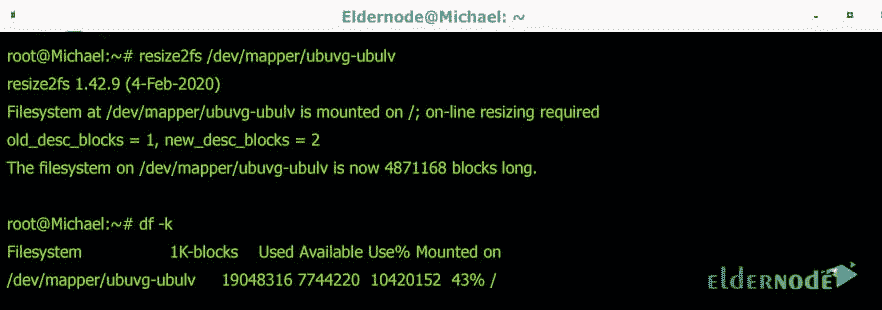 Eldernode@Michael: ~
root@Michael:~# resize2fs /dev/mapper/ubuvg-ubulv
resize2fs 1.42.9 (4-Feb-2020)
Filesystem at /dev/mapper/ubuvg-ubulv is mounted on /; on-line resizing required
old_desc_blocks = 1, new_desc_blocks = 2
The filesystem on /dev/mapper/ubuvg-ubulv is now 4871168 blocks long.
root@Michael:~# df -k
Filesystem 1K-blocks Used Available Use% Mounted on
/dev/mapper/ubuvg-ubulv 19048316 7744220 10420152 43% /
ELDERNODE